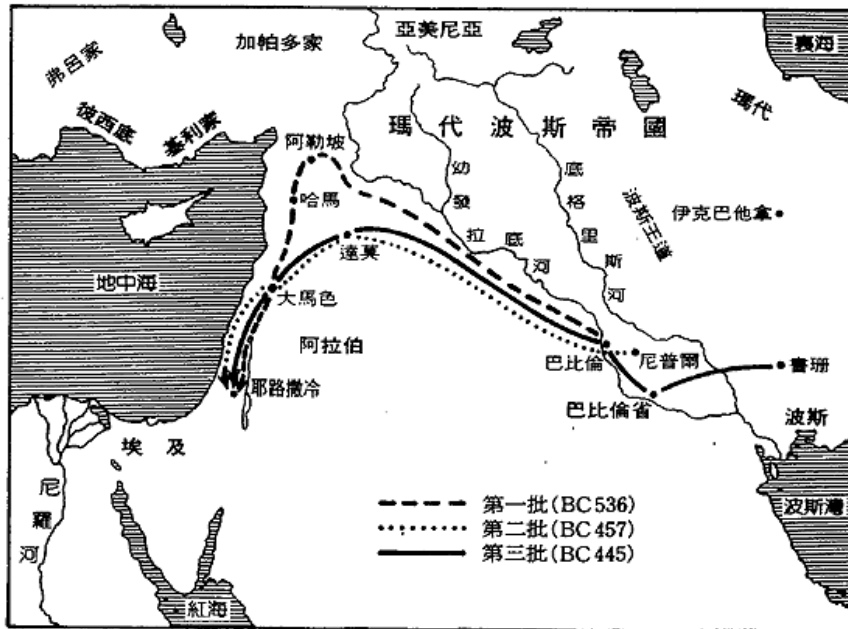 弗呂家
加帕多家
亞美尼亞
裏海
彼西底
基利家
瑪代波斯帝國
瑪代
阿勒坡
幼發拉底河
底格里斯河
波斯王道
哈馬
伊克巴他拿
達莫
地中海
大馬色
阿拉伯
巴比倫
尼普爾
書珊
耶路撒冷
巴比倫省
波斯
埃及
尼羅河
第一批(BC536)
第二批(BC457)
第三批(BC445)
波斯灣
紅海